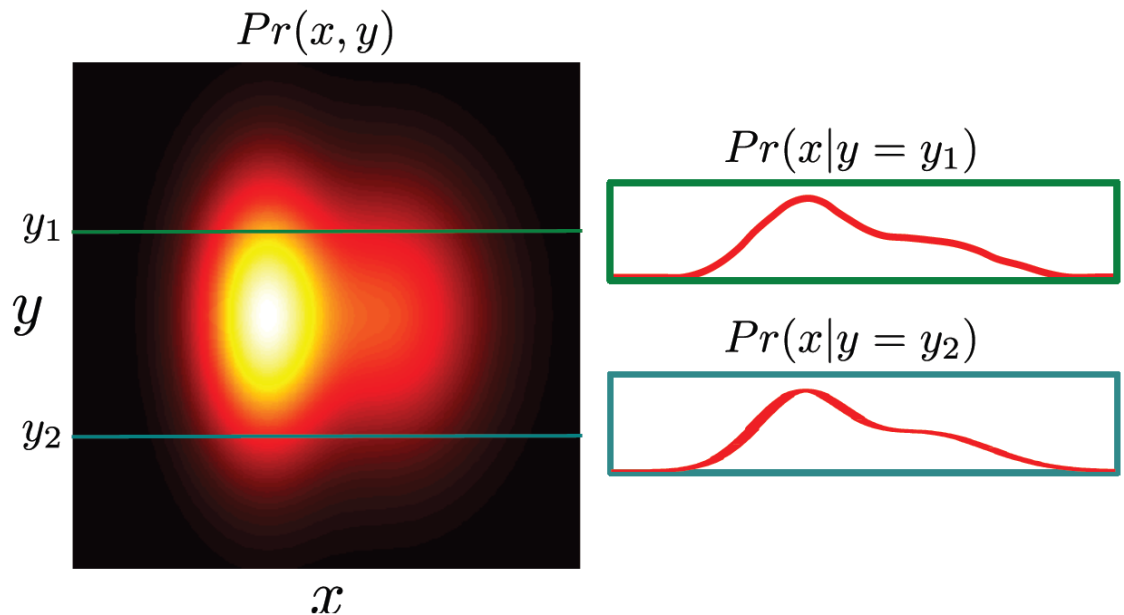 Pr(x, y)
y₁
y
y₂
x
Pr(x|y = y₁)
Pr(x|y = y₂)